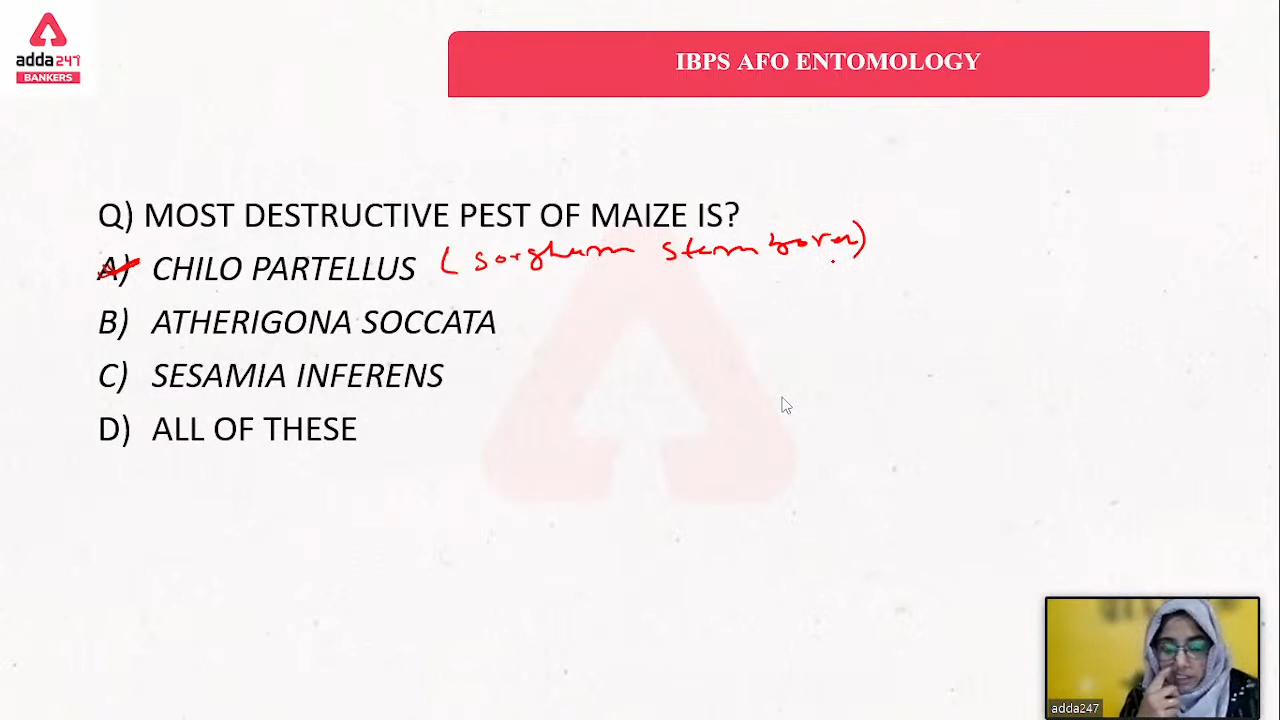 adda247
BANKERS
IBPS AFO ENTOMOLOGY
Q) MOST DESTRUCTIVE PEST OF MAIZE IS?
A) CHILO PARTELLUS (sorghum stem borer)
B) ATHERIGONA SOCCATA
C) SESAMIA INFERENS
D) ALL OF THESE
adda247